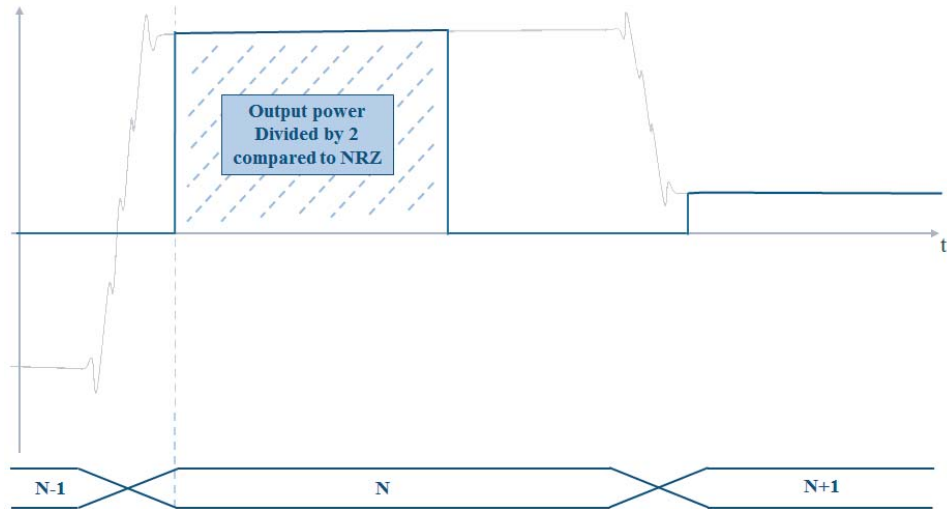 Output power
Divided by 2
compared to NRZ
t
N-1
N
N+1